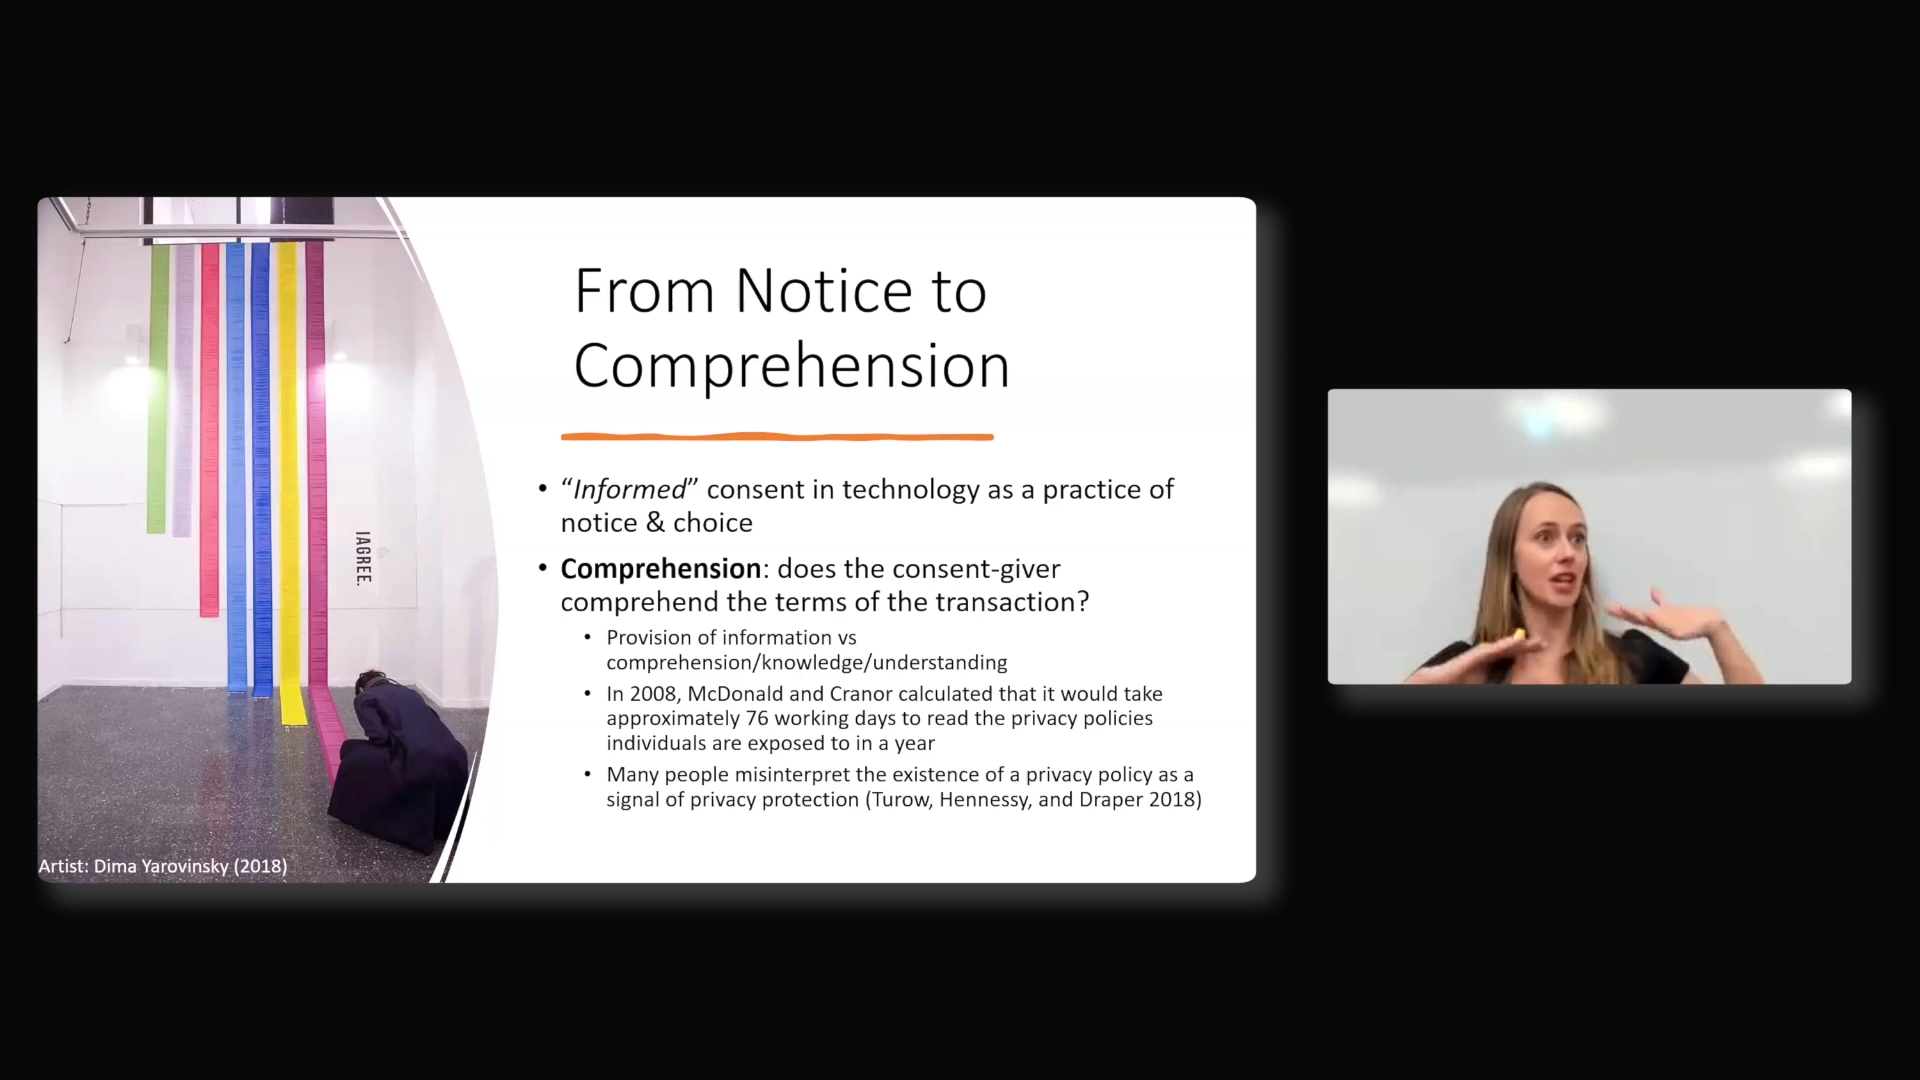 From Notice to
Comprehension
• “Informed” consent in technology as a practice of
notice & choice
• Comprehension: does the consent-giver
comprehend the terms of the transaction?
• Provision of information vs
comprehension/knowledge/understanding
• In 2008, McDonald and Cranor calculated that it would take
approximately 76 working days to read the privacy policies
individuals are exposed to in a year
• Many people misinterpret the existence of a privacy policy as a
signal of privacy protection (Turow, Hennessy, and Draper 2018)
IAGREE.
Artist: Dima Yarovinsky (2018)